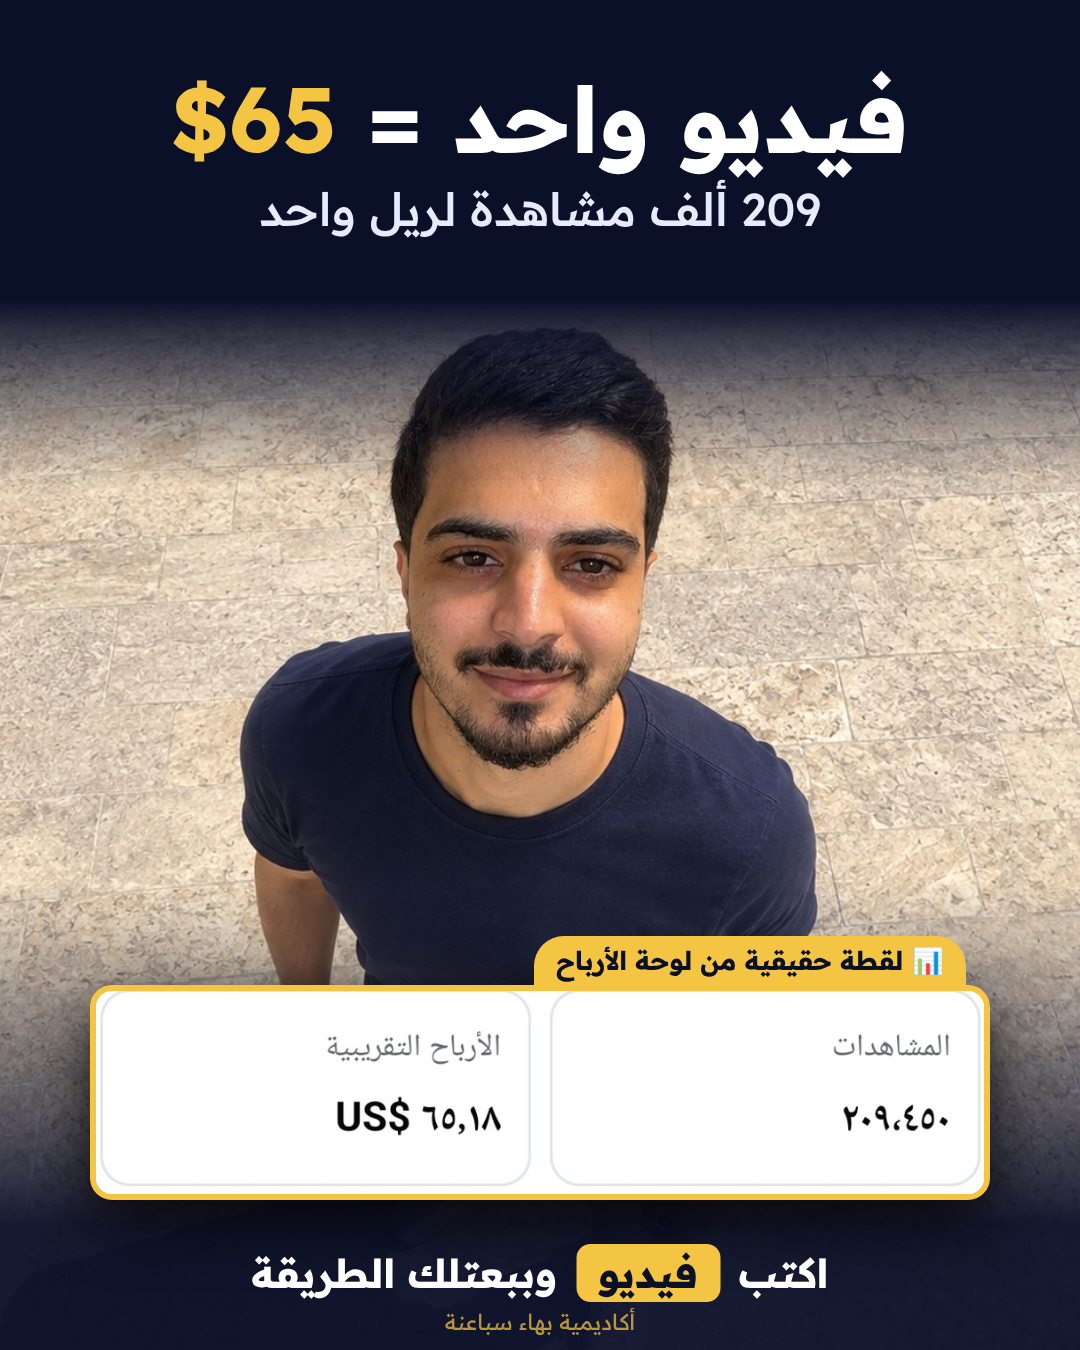 فيديو واحد = 65$
209 ألف مشاهدة لريل واحد
📊 لقطة حقيقية من لوحة الأرباح
المشاهدات
٢٠٩،٤٥٠
الأرباح التقريبية
US$ ٦٥,١٨
اكتب فيديو وببعتلك الطريقة
أكاديمية بهاء سباعنة